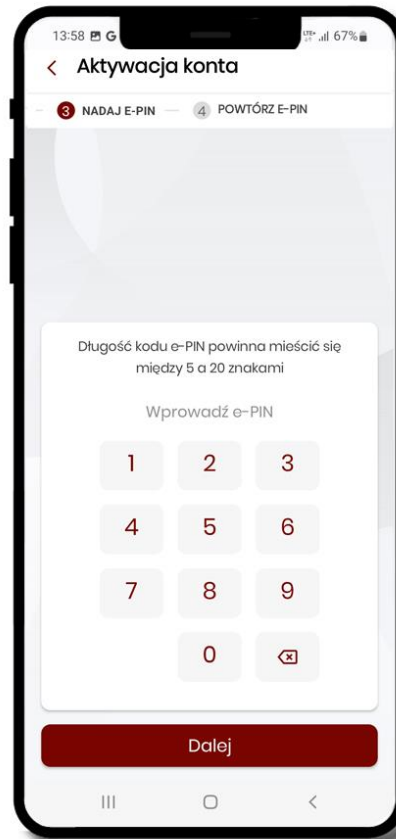 13:58 G LTE+ 67%
Aktywacja konta
3 NADAJ E-PIN 4 POWTÓRZ E-PIN
Długość kodu e-PIN powinna mieścić się
między 5 a 20 znakami
Wprowadź e-PIN
1 2 3
4 5 6
7 8 9
0
Dalej